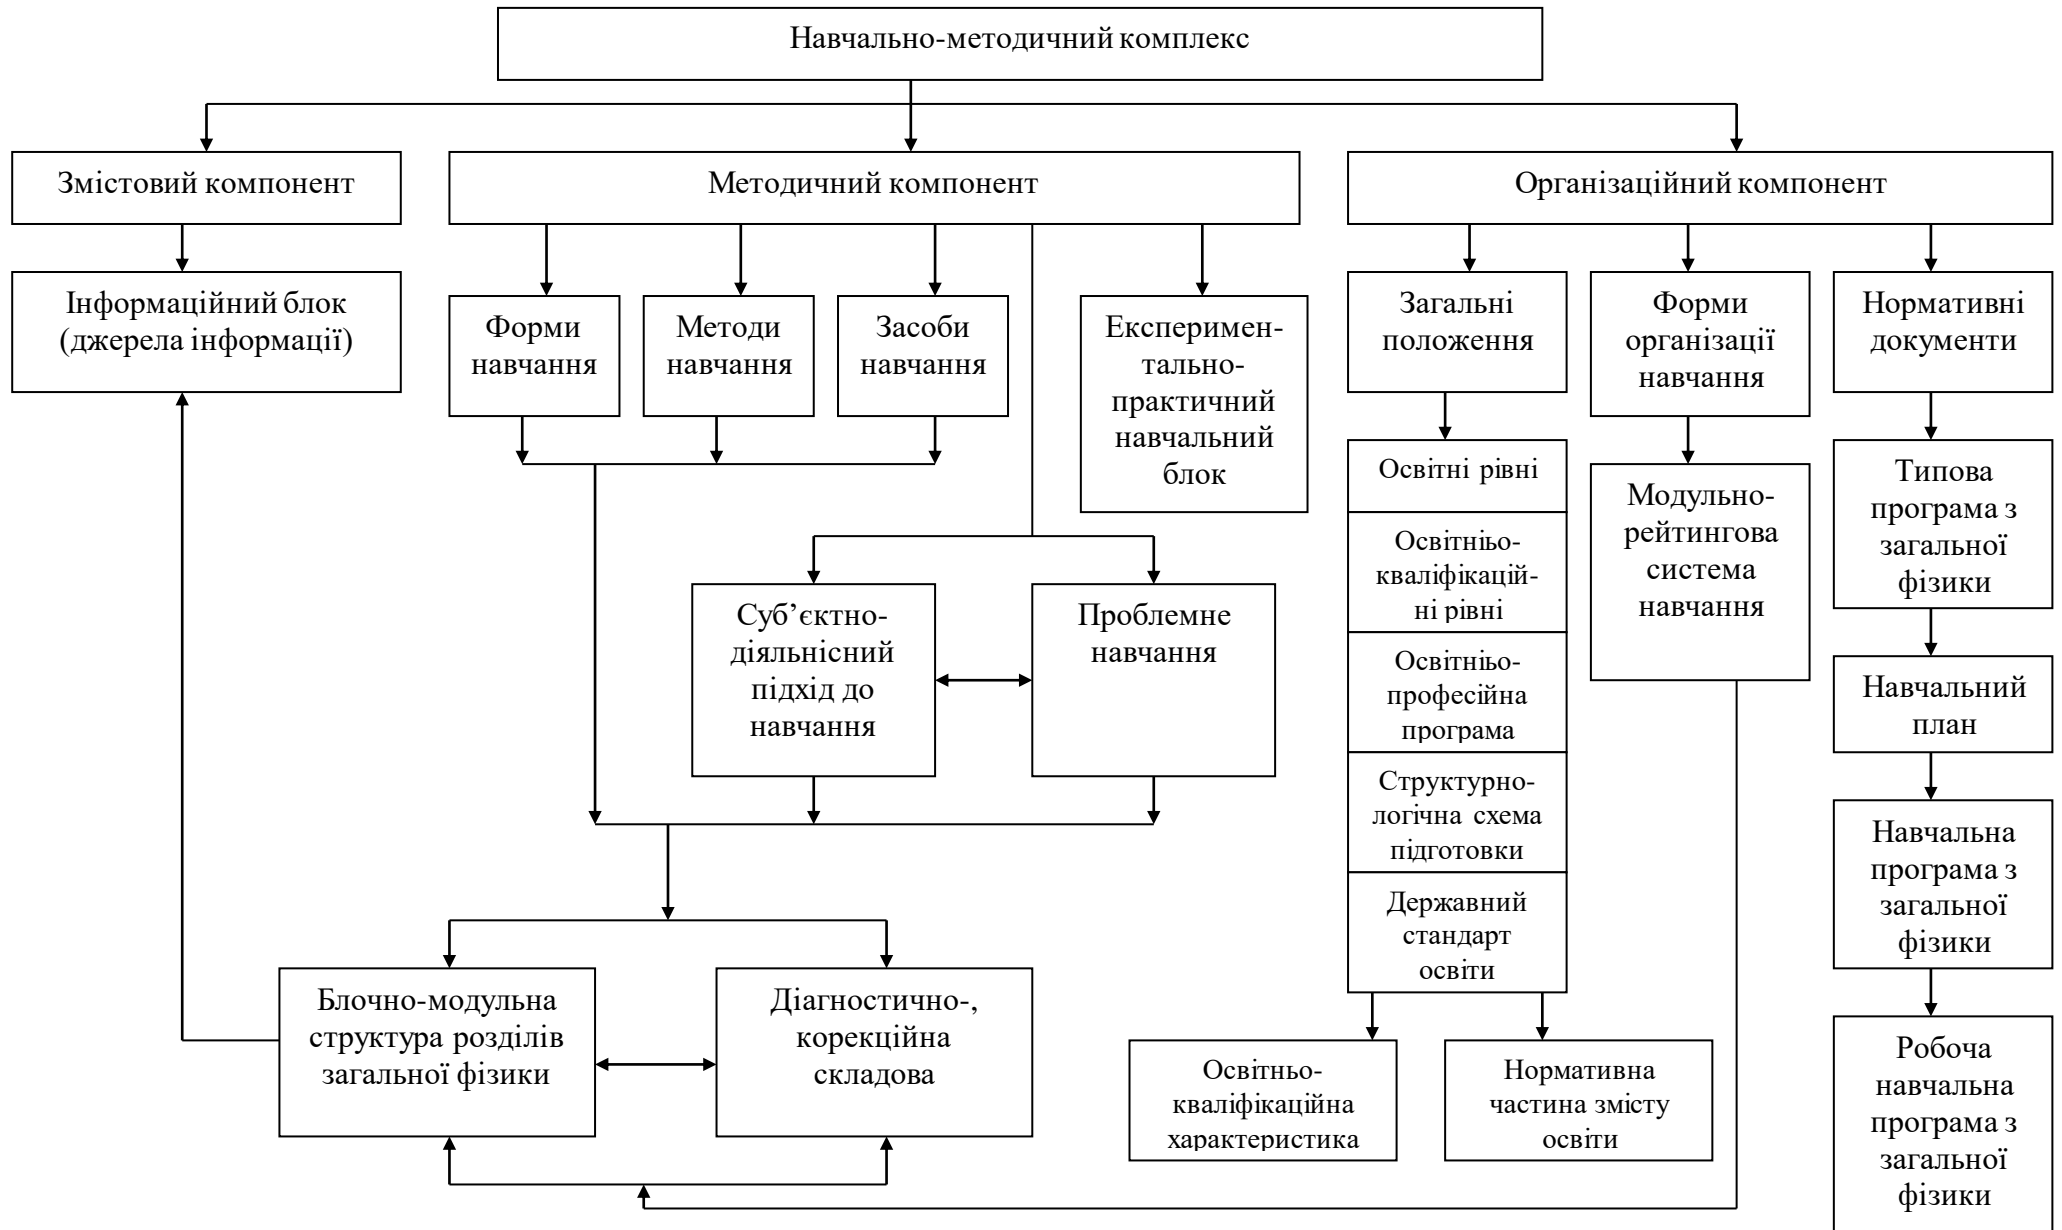 Навчально-методичний комплекс
Змістовий компонент
Методичний компонент
Організаційний компонент
Інформаційний блок
(джерела інформації)
Форми
навчання
Методи
навчання
Засоби
навчання
Експеримен-
тально-
практичний
навчальний
блок
Загальні
положення
Форми
організації
навчання
Нормативні
документи
Освітні рівні
Освітніьо-
кваліфікацій-
ні рівні
Освітніьо-
професійна
програма
Структурно-
логічна схема
підготовки
Державний
стандарт
освіти
Модульно-
рейтингова
система
навчання
Типова
програма з
загальної
фізики
Навчальний
план
Навчальна
програма з
загальної
фізики
Робоча
навчальна
програма з
загальної
фізики
Суб’єктно-
діяльнісний
підхід до
навчання
Проблемне
навчання
Блочно-модульна
структура розділів
загальної фізики
Діагностично-,
корекційна
складова
Освітньо-
кваліфікаційна
характеристика
Нормативна
частина змісту
освіти